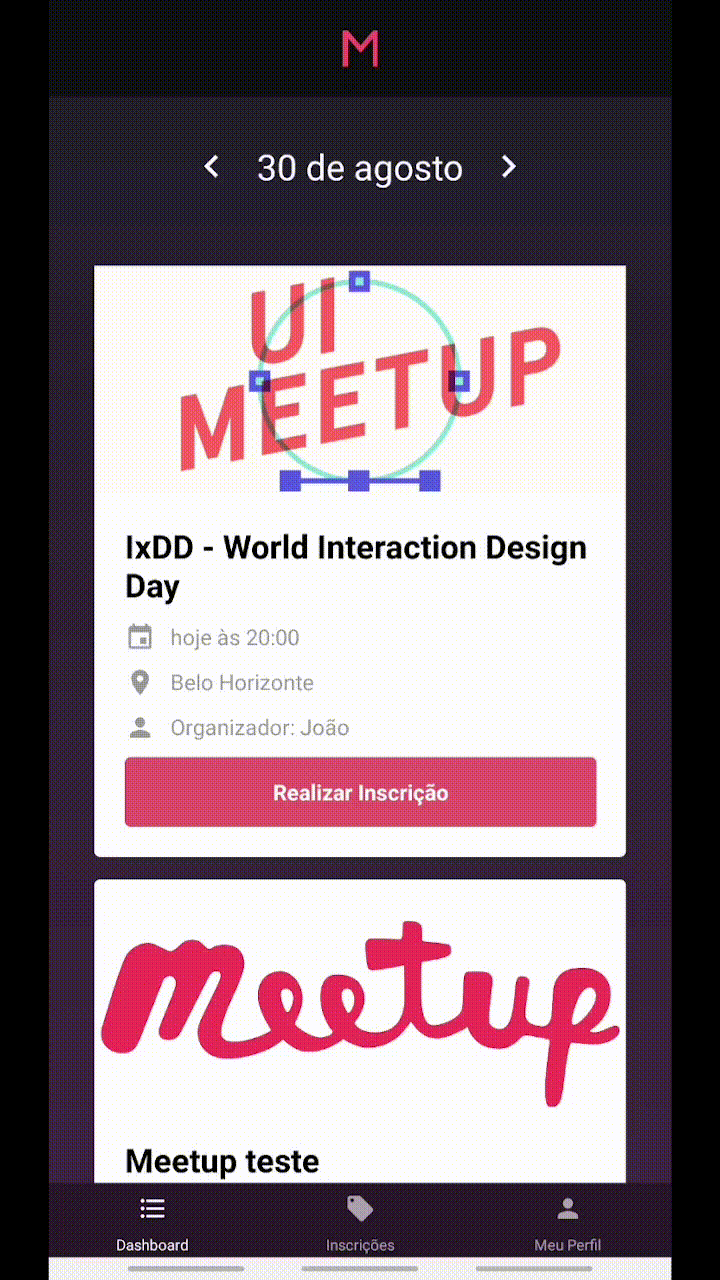 M
30 de agosto
UI
MEETUP
IxDD - World Interaction Design
Day
hoje às 20:00
Belo Horizonte
Organizador: João
Realizar Inscrição
Meetup
Meetup teste
Dashboard
Inscrições
Meu Perfil